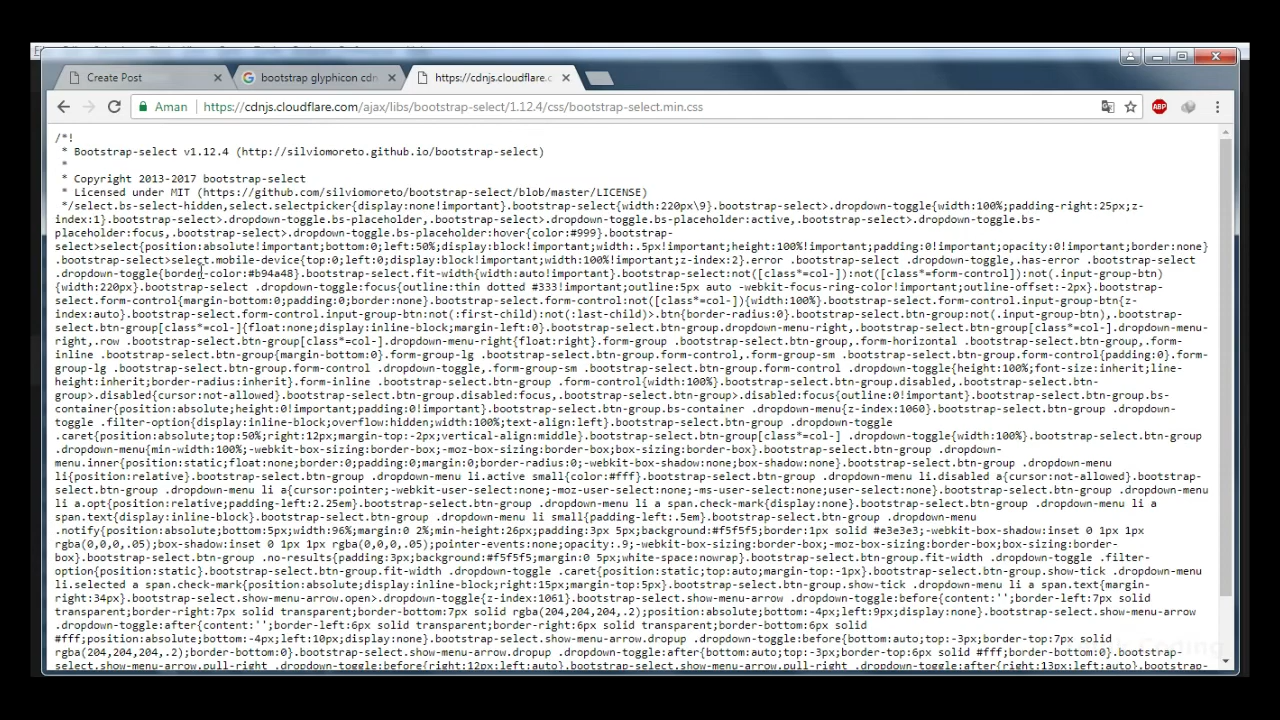 Create Post
bootstrap glyphicon cdn
https://cdnjs.cloudflare.c
Aman
https://cdnjs.cloudflare.com/ajax/libs/bootstrap-select/1.12.4/css/bootstrap-select.min.css
ABP
/*!
 * Bootstrap-select v1.12.4 (http://silviomoreto.github.io/bootstrap-select)
 *
 * Copyright 2013-2017 bootstrap-select
 * Licensed under MIT (https://github.com/silviomoreto/bootstrap-select/blob/master/LICENSE)
 */select.bs-select-hidden,select.selectpicker{display:none!important}.bootstrap-select{width:220px\9}.bootstrap-select>.dropdown-toggle{width:100%;padding-right:25px;z-
index:1}.bootstrap-select>.dropdown-toggle.bs-placeholder,.bootstrap-select>.dropdown-toggle.bs-placeholder:active,.bootstrap-select>.dropdown-toggle.bs-
placeholder:focus,.bootstrap-select>.dropdown-toggle.bs-placeholder:hover{color:#999}.bootstrap-
select>select{position:absolute!important;bottom:0;left:50%;display:block!important;width:.5px!important;height:100%!important;padding:0!important;opacity:0!important;border:none}
.bootstrap-select>select.mobile-device{top:0;left:0;display:block!important;width:100%!important;z-index:2}.error .bootstrap-select .dropdown-toggle,.has-error .bootstrap-select
.dropdown-toggle{border-color:#b94a48}.bootstrap-select.fit-width{width:auto!important}.bootstrap-select:not([class*=col-]):not([class*=form-control]):not(.input-group-btn)
{width:220px}.bootstrap-select .dropdown-toggle:focus{outline:thin dotted #333!important;outline:5px auto -webkit-focus-ring-color!important;outline-offset:-2px}.bootstrap-
select.form-control{margin-bottom:0;padding:0;border:none}.bootstrap-select.form-control:not([class*=col-]){width:100%}.bootstrap-select.form-control.input-group-btn{z-
index:auto}.bootstrap-select.form-control.input-group-btn:not(:first-child):not(:last-child)>.btn{border-radius:0}.bootstrap-select.btn-group:not(.input-group-btn),.bootstrap-
select.btn-group[class*=col-]{float:none;display:inline-block;margin-left:0}.bootstrap-select.btn-group.dropdown-menu-right,.bootstrap-select.btn-group[class*=col-].dropdown-menu-
right,.row .bootstrap-select.btn-group[class*=col-].dropdown-menu-right{float:right}.form-group .bootstrap-select.btn-group,.form-horizontal .bootstrap-select.btn-group,.form-
inline .bootstrap-select.btn-group{margin-bottom:0}.form-group-lg .bootstrap-select.btn-group.form-control,.form-group-sm .bootstrap-select.btn-group.form-control{padding:0}.form-
group-lg .bootstrap-select.btn-group.form-control .dropdown-toggle,.form-group-sm .bootstrap-select.btn-group.form-control .dropdown-toggle{height:100%;font-size:inherit;line-
height:inherit;border-radius:inherit}.form-inline .bootstrap-select.btn-group .form-control{width:100%}.bootstrap-select.btn-group.disabled,.bootstrap-select.btn-
group>.disabled{cursor:not-allowed}.bootstrap-select.btn-group.disabled:focus,.bootstrap-select.btn-group>.disabled:focus{outline:0!important}.bootstrap-select.btn-group.bs-
container{position:absolute;height:0!important;padding:0!important}.bootstrap-select.btn-group.bs-container .dropdown-menu{z-index:1060}.bootstrap-select.btn-group .dropdown-
toggle .filter-option{display:inline-block;overflow:hidden;width:100%;text-align:left}.bootstrap-select.btn-group .dropdown-toggle
.caret{position:absolute;top:50%;right:12px;margin-top:-2px;vertical-align:middle}.bootstrap-select.btn-group[class*=col-] .dropdown-toggle{width:100%}.bootstrap-select.btn-group
.dropdown-menu{min-width:100%;-webkit-box-sizing:border-box;-moz-box-sizing:border-box;box-sizing:border-box}.bootstrap-select.btn-group .dropdown-
menu.inner{position:static;float:none;border:0;padding:0;margin:0;border-radius:0;-webkit-box-shadow:none;box-shadow:none}.bootstrap-select.btn-group .dropdown-menu
li{position:relative}.bootstrap-select.btn-group .dropdown-menu li.active small{color:#fff}.bootstrap-select.btn-group .dropdown-menu li.disabled a{cursor:not-allowed}.bootstrap-
select.btn-group .dropdown-menu li a{cursor:pointer;-webkit-user-select:none;-moz-user-select:none;-ms-user-select:none;user-select:none}.bootstrap-select.btn-group .dropdown-menu
li a.opt{position:relative;padding-left:2.25em}.bootstrap-select.btn-group .dropdown-menu li a span.check-mark{display:none}.bootstrap-select.btn-group .dropdown-menu li a
span.text{display:inline-block}.bootstrap-select.btn-group .dropdown-menu li small{padding-left:.5em}.bootstrap-select.btn-group .dropdown-menu
.notify{position:absolute;bottom:5px;width:96%;margin:0 2%;min-height:26px;padding:3px 5px;background:#f5f5f5;border:1px solid #e3e3e3;-webkit-box-shadow:inset 0 1px 1px
rgba(0,0,0,.05);box-shadow:inset 0 1px 1px rgba(0,0,0,.05);pointer-events:none;opacity:.9;-webkit-box-sizing:border-box;-moz-box-sizing:border-box;box-sizing:border-
box}.bootstrap-select.btn-group .no-results{padding:3px;background:#f5f5f5;margin:0 5px;white-space:nowrap}.bootstrap-select.btn-group.fit-width .dropdown-toggle .filter-
option{position:static}.bootstrap-select.btn-group.fit-width .dropdown-toggle .caret{position:static;top:auto;margin-top:-1px}.bootstrap-select.btn-group.show-tick .dropdown-menu
li.selected a span.check-mark{position:absolute;display:inline-block;right:15px;margin-top:5px}.bootstrap-select.btn-group.show-tick .dropdown-menu li a span.text{margin-
right:34px}.bootstrap-select.show-menu-arrow.open>.dropdown-toggle{z-index:1061}.bootstrap-select.show-menu-arrow .dropdown-toggle:before{content:'';border-left:7px solid
transparent;border-right:7px solid transparent;border-bottom:7px solid rgba(204,204,204,.2);position:absolute;bottom:-4px;left:9px;display:none}.bootstrap-select.show-menu-arrow
.dropdown-toggle:after{content:'';border-left:6px solid transparent;border-right:6px solid transparent;border-bottom:6px solid
#fff;position:absolute;bottom:-4px;left:10px;display:none}.bootstrap-select.show-menu-arrow.dropup .dropdown-toggle:before{bottom:auto;top:-3px;border-top:7px solid
rgba(204,204,204,.2);border-bottom:0}.bootstrap-select.show-menu-arrow.dropup .dropdown-toggle:after{bottom:auto;top:-3px;border-top:6px solid #fff;border-bottom:0}.bootstrap-
select.show-menu-arrow.pull-right .dropdown-toggle:before{right:12px;left:auto}.bootstrap-select.show-menu-arrow.pull-right .dropdown-toggle:after{right:13px;left:auto}.bootstrap-